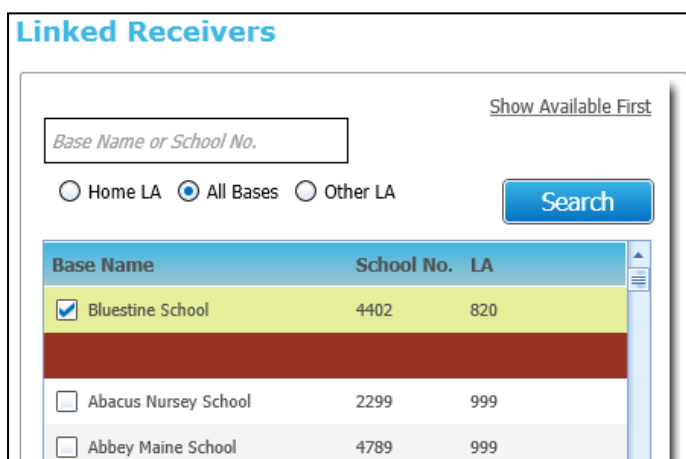 Linked Receivers
Show Available First
Base Name or School No.
Home LA All Bases Other LA
Search
Base Name School No. LA
Bluestine School 4402 820
Abacus Nursey School 2299 999
Abbey Maine School 4789 999